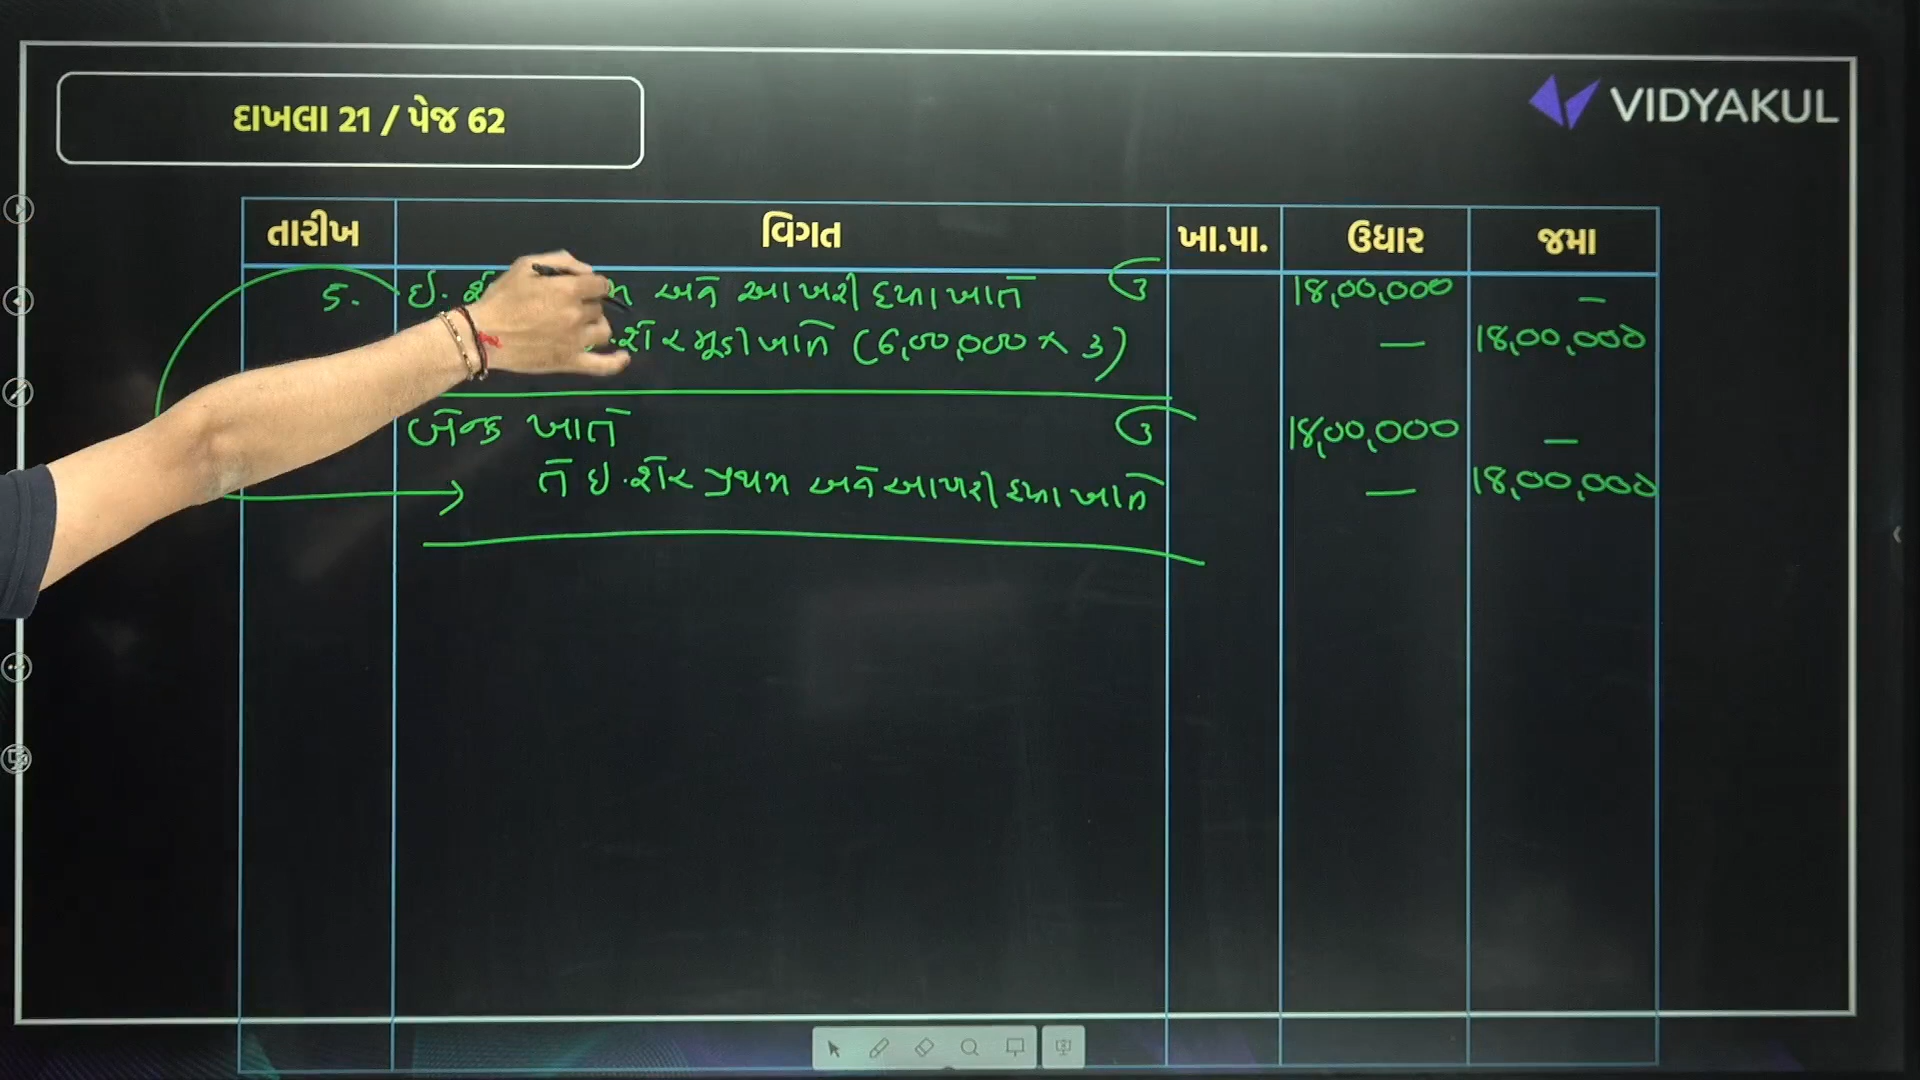 દાખલા 21 / પેજ 62
VIDYAKUL
તારીખ વિગત ખા.પા. ઉધાર જમા
5. ઇ. અને આખરી હપ્તા ખાતે ઉ 18,00,000 –
શેર મૂડી ખાતે (6,00,000 × 3) – 18,00,000
બેન્ક ખાતે ઉ 18,00,000 –
તે ઇ.શેર પ્રથમ અને આખરી હપ્તા ખાતે – 18,00,000